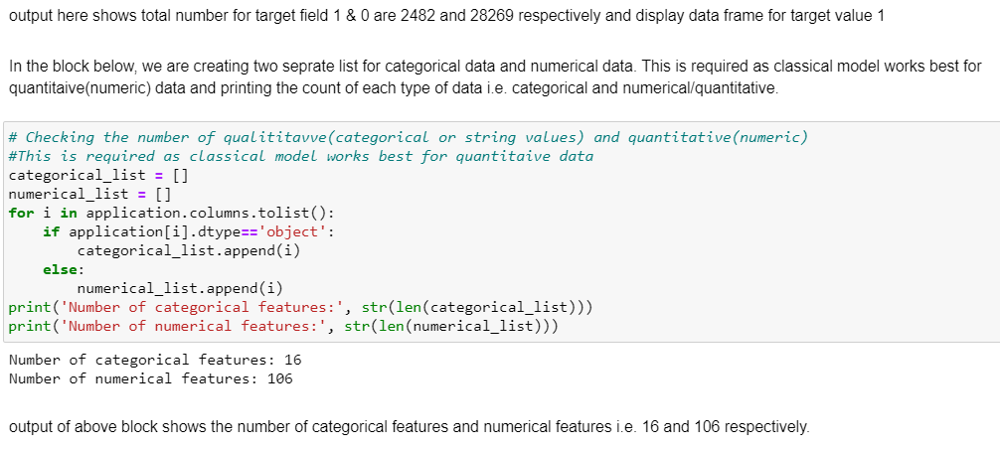 output here shows total number for target field 1 & 0 are 2482 and 28269 respectively and display data frame for target value 1
In the block below, we are creating two seprate list for categorical data and numerical data. This is required as classical model works best for
quantitaive(numeric) data and printing the count of each type of data i.e. categorical and numerical/quantitative.
# Checking the number of qualititavve(categorical or string values) and quantitative(numeric)
#This is required as classical model works best for quantitaive data
categorical_list = []
numerical_list = []
for i in application.columns.tolist():
    if application[i].dtype=='object':
        categorical_list.append(i)
    else:
        numerical_list.append(i)
print('Number of categorical features:', str(len(categorical_list)))
print('Number of numerical features:', str(len(numerical_list)))
Number of categorical features: 16
Number of numerical features: 106
output of above block shows the number of categorical features and numerical features i.e. 16 and 106 respectively.